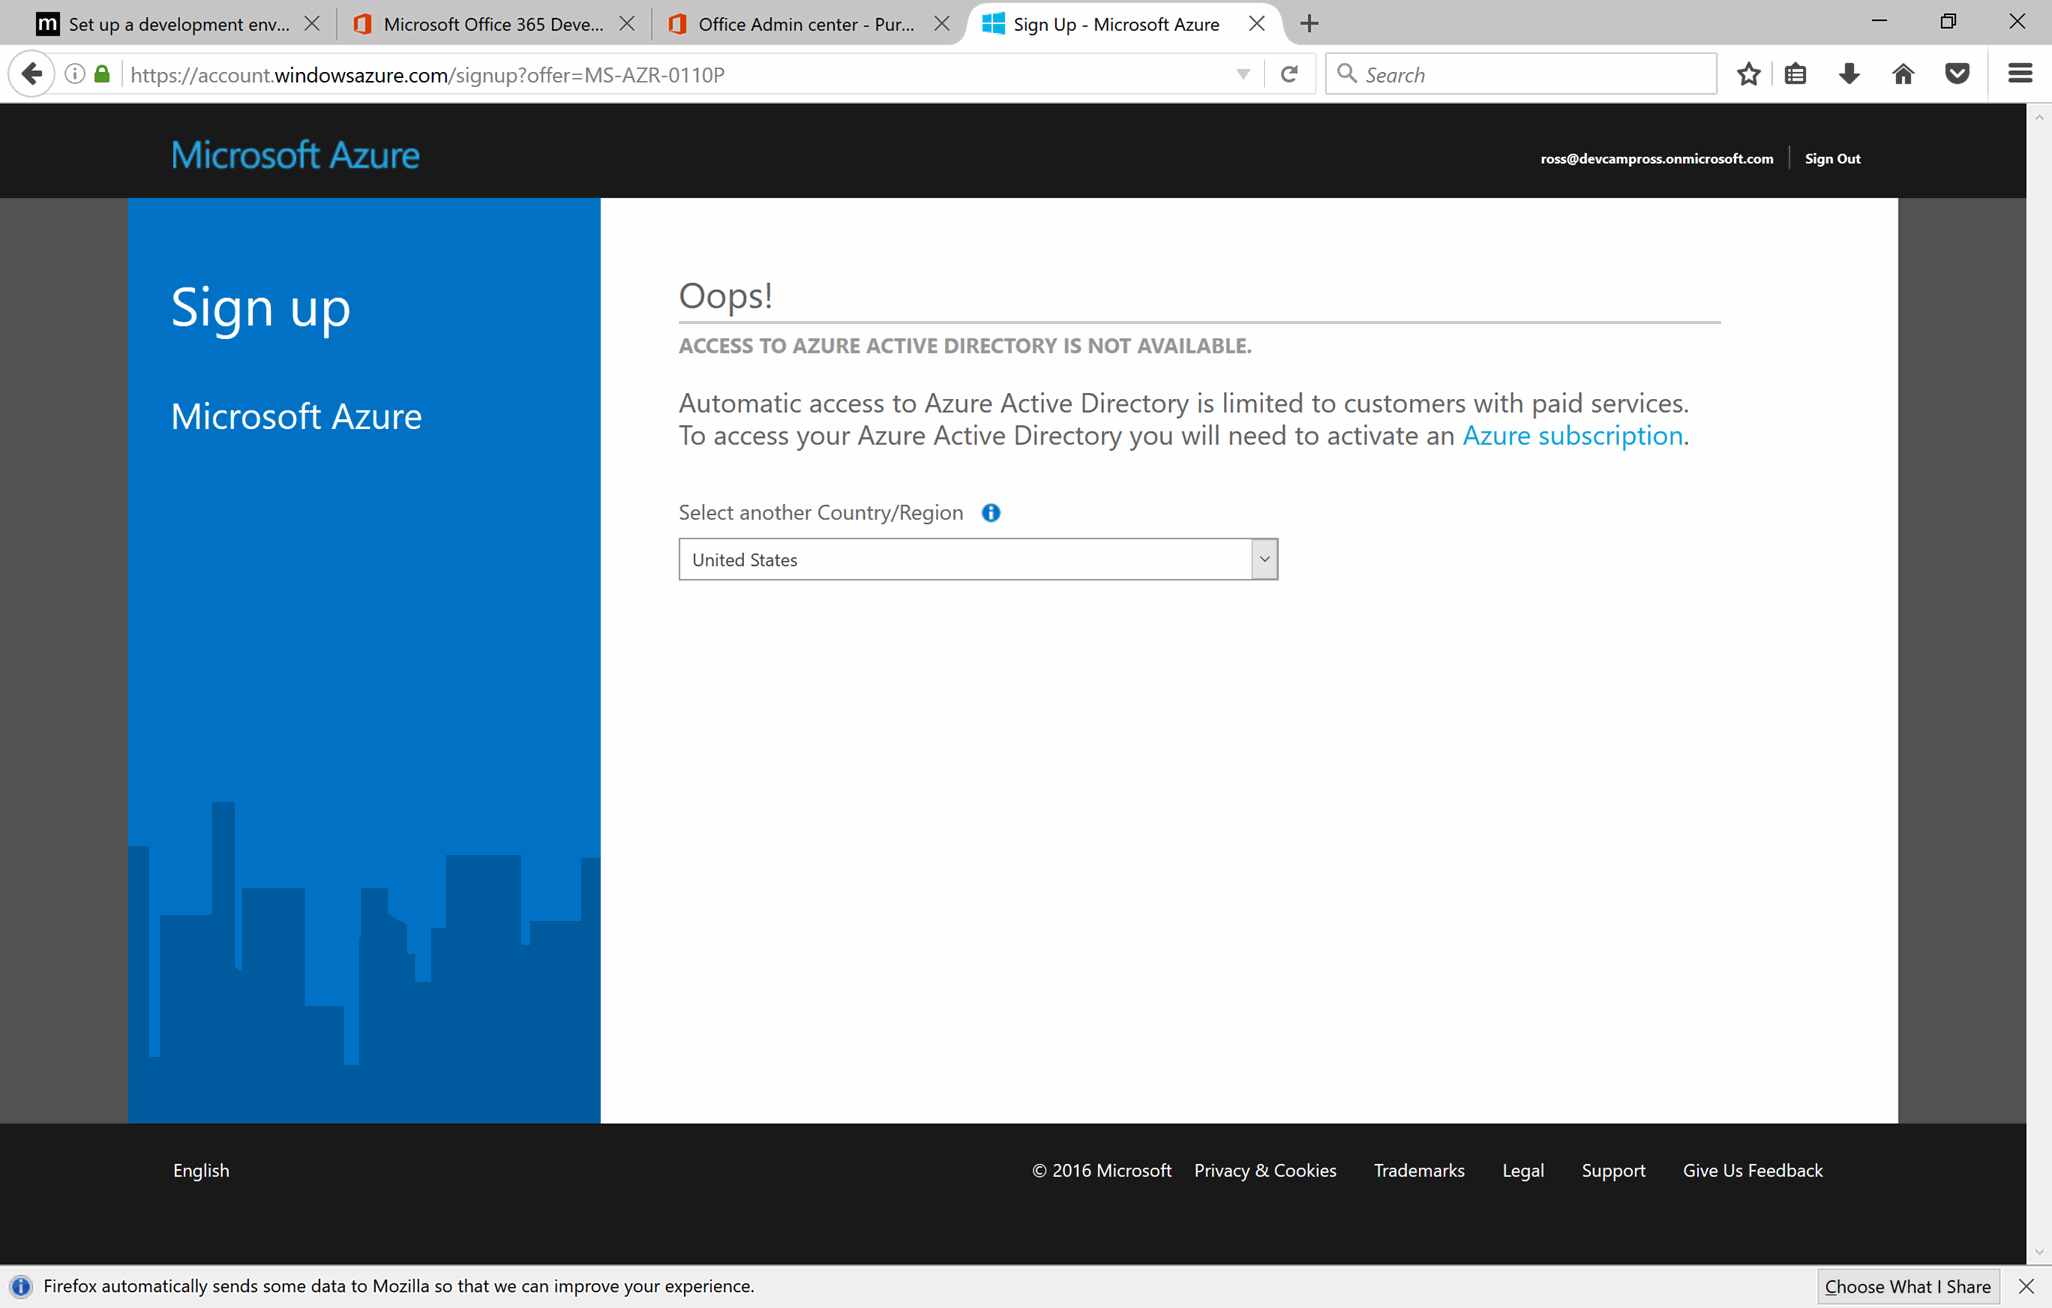 m Set up a development env...
Microsoft Office 365 Deve...
Office Admin center - Pur...
Sign Up - Microsoft Azure
https://account.windowsazure.com/signup?offer=MS-AZR-0110P
Search
Microsoft Azure
ross@devcampross.onmicrosoft.com
Sign Out
Sign up
Microsoft Azure
Oops!
ACCESS TO AZURE ACTIVE DIRECTORY IS NOT AVAILABLE.
Automatic access to Azure Active Directory is limited to customers with paid services.
To access your Azure Active Directory you will need to activate an Azure subscription.
Select another Country/Region
United States
English
© 2016 Microsoft
Privacy & Cookies
Trademarks
Legal
Support
Give Us Feedback
Firefox automatically sends some data to Mozilla so that we can improve your experience.
Choose What I Share